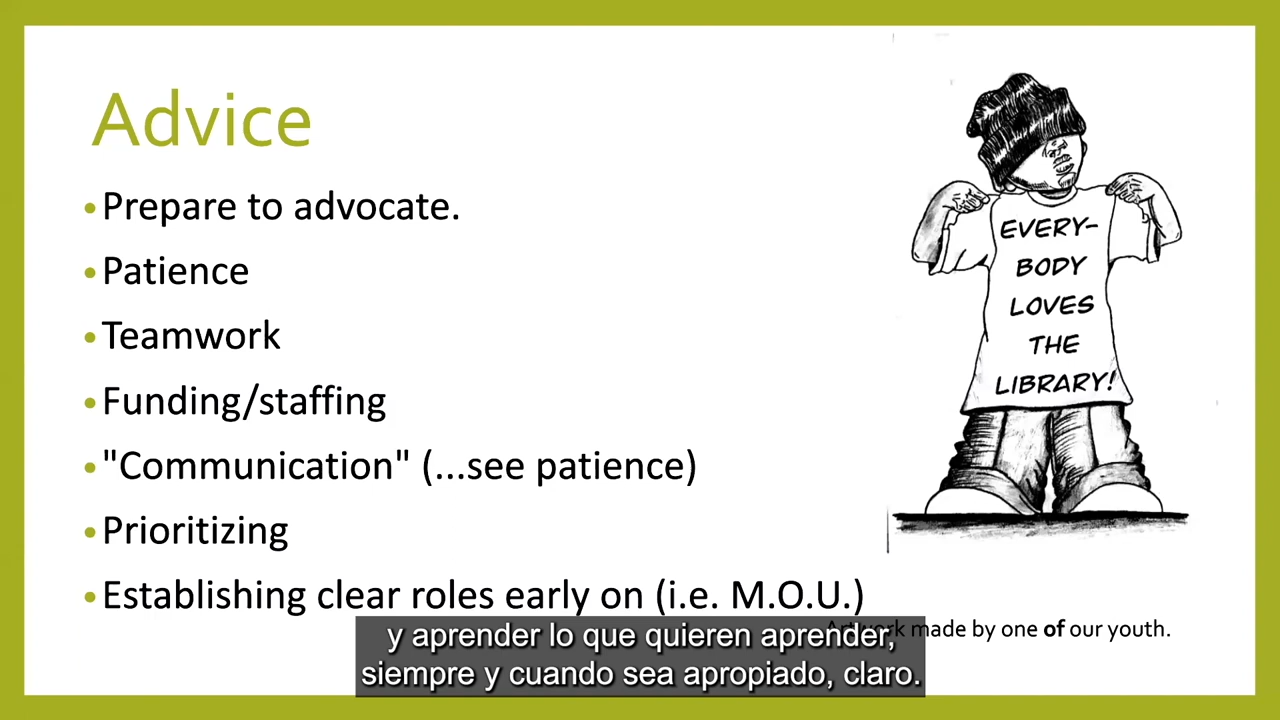 Advice
•Prepare to advocate.
•Patience
•Teamwork
•Funding/staffing
•"Communication" (...see patience)
•Prioritizing
•Establishing clear roles early on (i.e. M.O.U.)
EVERY-
BODY
LOVES
THE
LIBRARY!
Artwork made by one of our youth.
y aprender lo que quieren aprender,
siempre y cuando sea apropiado, claro.